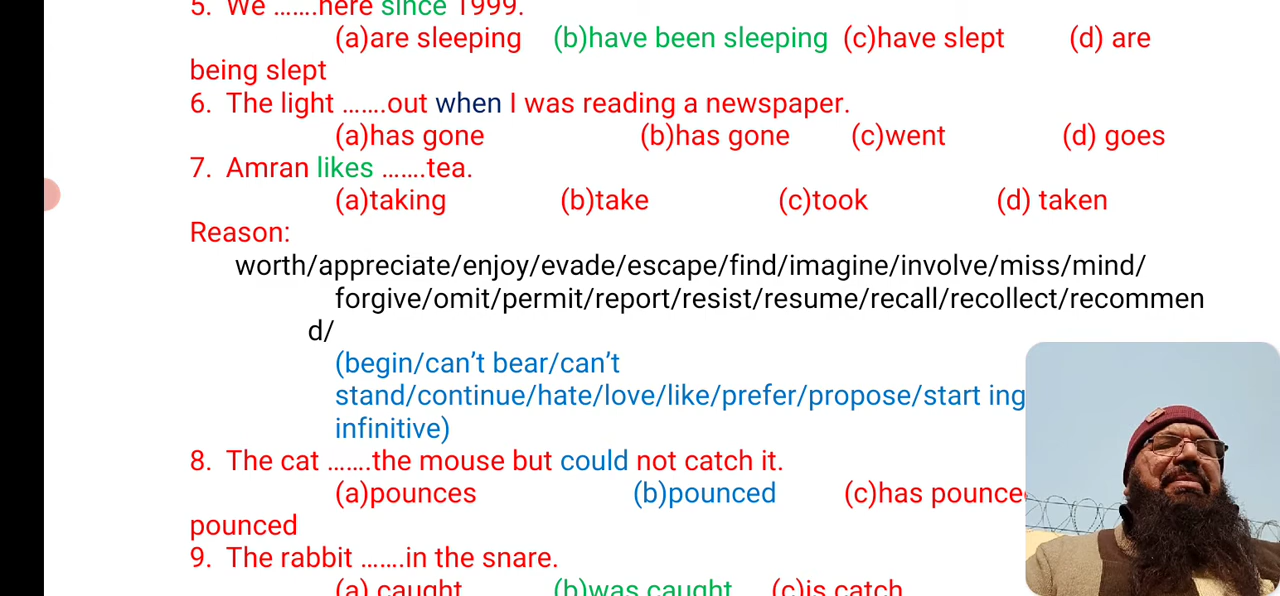 5. We .......here since 1999.
(a)are sleeping (b)have been sleeping (c)have slept (d) are
being slept
6. The light .......out when I was reading a newspaper.
(a)has gone (b)has gone (c)went (d) goes
7. Amran likes .......tea.
(a)taking (b)take (c)took (d) taken
Reason:
worth/appreciate/enjoy/evade/escape/find/imagine/involve/miss/mind/
forgive/omit/permit/report/resist/resume/recall/recollect/recommen
d/
(begin/can't bear/can't
stand/continue/hate/love/like/prefer/propose/start ing
infinitive)
8. The cat .......the mouse but could not catch it.
(a)pounces (b)pounced (c)has pounce
pounced
9. The rabbit .......in the snare.
(a) caught (b)was caught (c)is catch